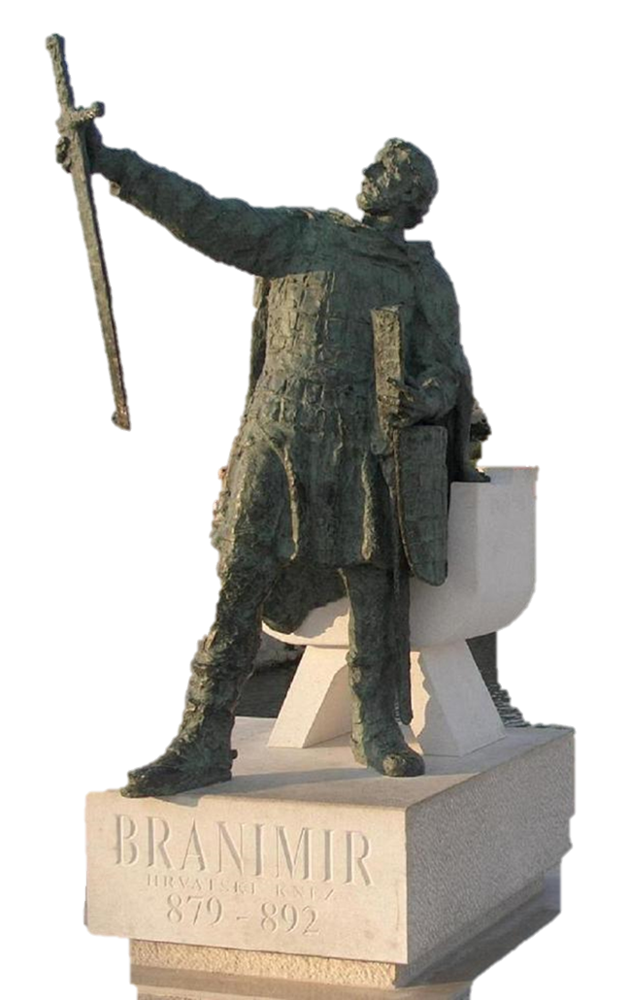 BRANIMIR
HRVATSKI KNEZ
879 - 892